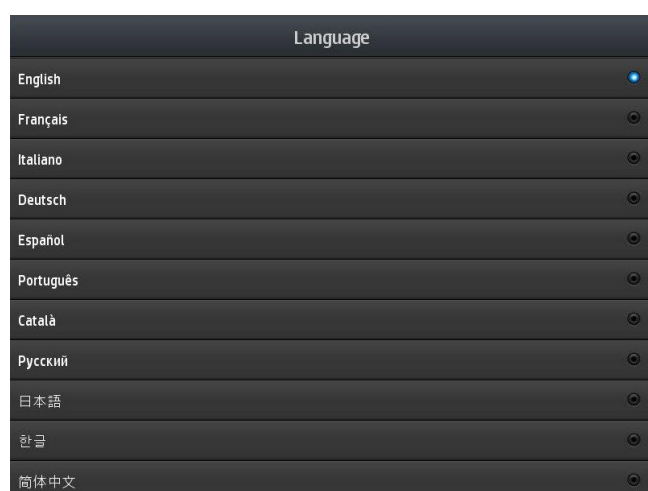 Language
English
Français
Italiano
Deutsch
Español
Português
Català
Русский
日本語
한글
简体中文